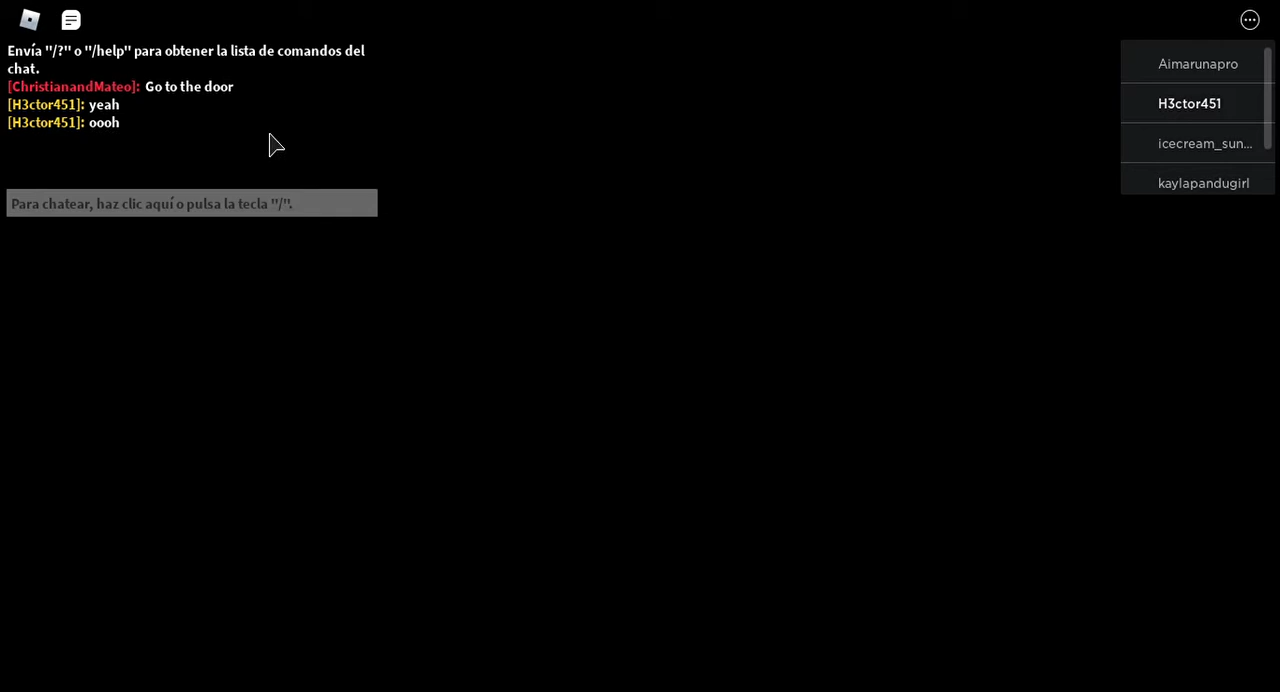 Envía "/?" o "/help" para obtener la lista de comandos del
chat.
[ChristianandMateo]: Go to the door
[H3ctor451]: yeah
[H3ctor451]: oooh
Para chatear, haz clic aquí o pulsa la tecla "/".
Aimarunapro
H3ctor451
icecream_sun...
kaylapandugirl